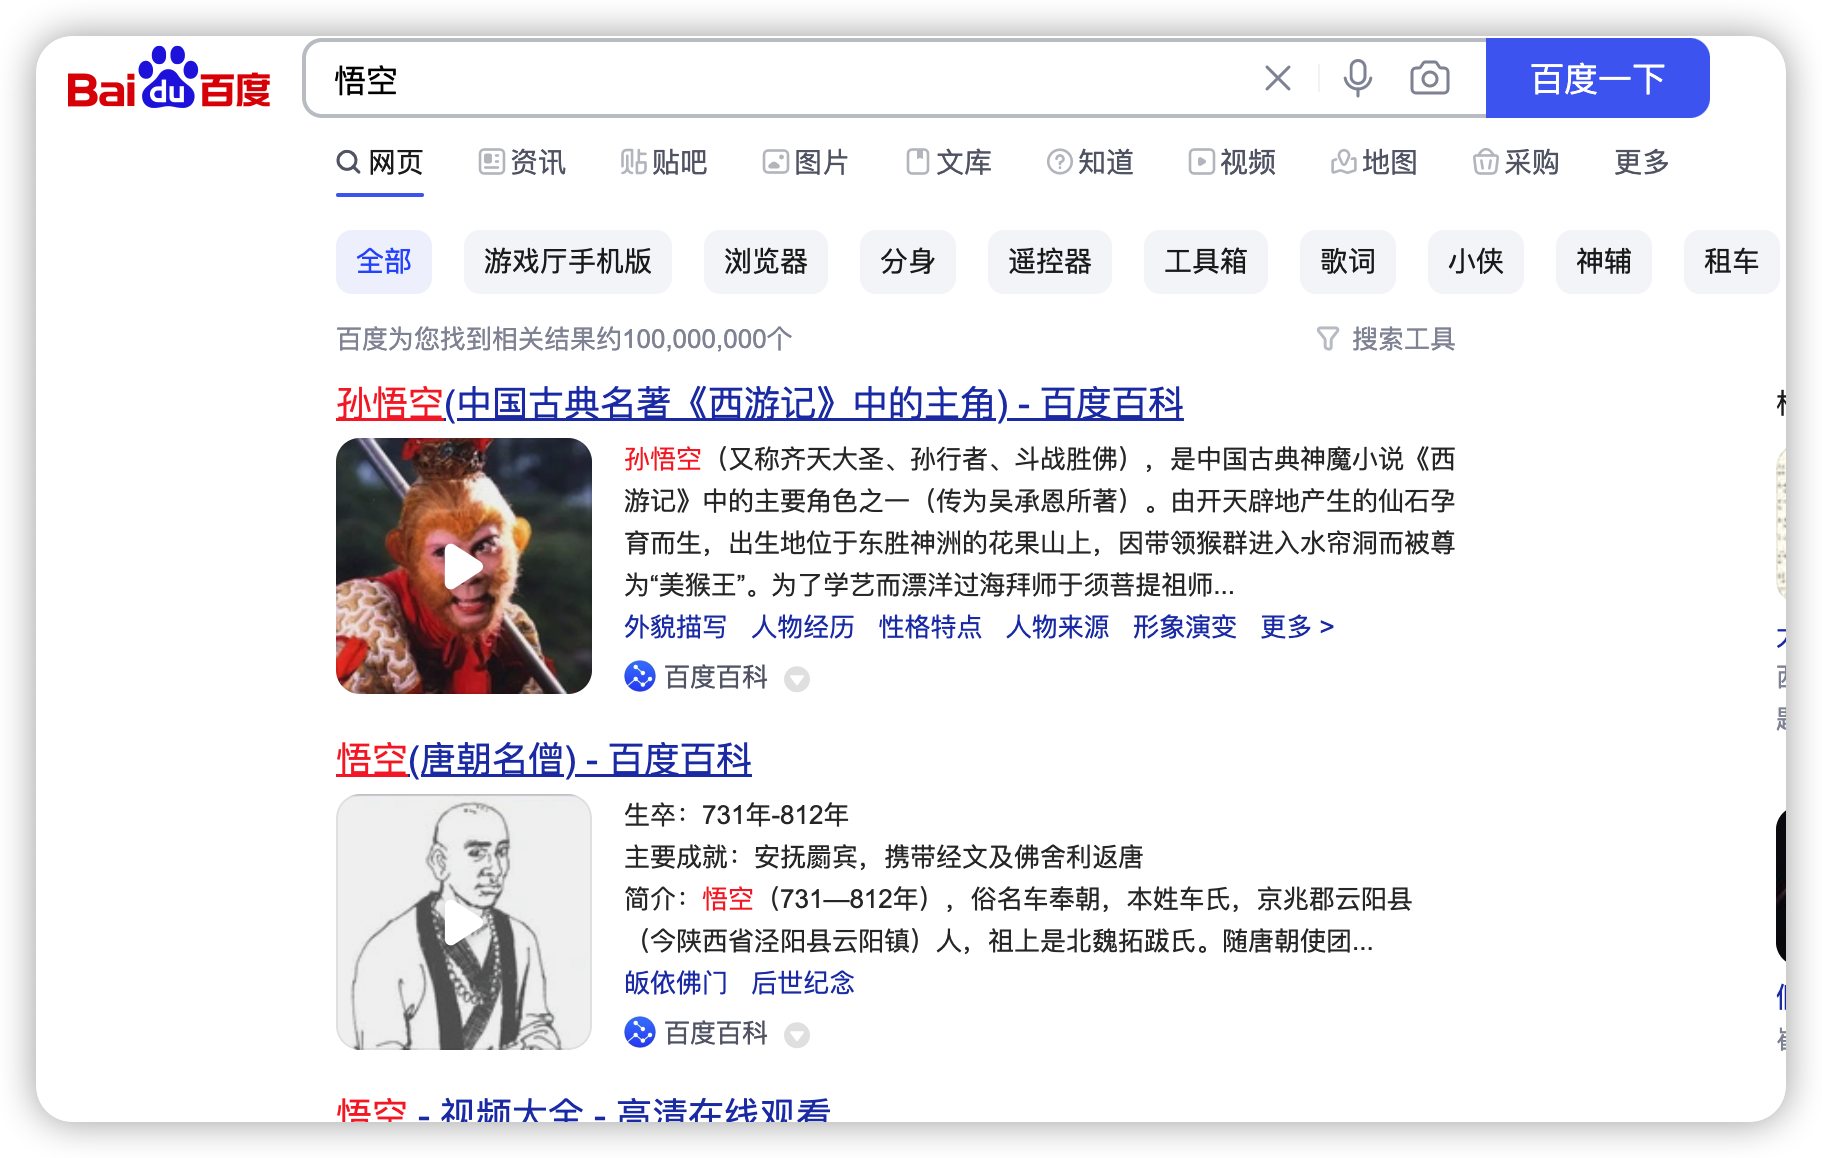 Bai du 百度
悟空
百度一下
网页 资讯 贴吧 图片 文库 知道 视频 地图 采购 更多
全部 游戏厅手机版 浏览器 分身 遥控器 工具箱 歌词 小侠 神辅 租车
百度为您找到相关结果约100,000,000个 搜索工具
孙悟空(中国古典名著《西游记》中的主角) - 百度百科
孙悟空（又称齐天大圣、孙行者、斗战胜佛），是中国古典神魔小说《西
游记》中的主要角色之一（传为吴承恩所著）。由开天辟地产生的仙石孕
育而生，出生地位于东胜神洲的花果山上，因带领猴群进入水帘洞而被尊
为“美猴王”。为了学艺而漂洋过海拜师于须菩提祖师...
外貌描写 人物经历 性格特点 人物来源 形象演变 更多 >
百度百科
悟空(唐朝名僧) - 百度百科
生卒：731年-812年
主要成就：安抚罽宾，携带经文及佛舍利返唐
简介：悟空（731—812年），俗名车奉朝，本姓车氏，京兆郡云阳县
（今陕西省泾阳县云阳镇）人，祖上是北魏拓跋氏。随唐朝使团...
皈依佛门 后世纪念
百度百科
悟空 - 视频大全 - 高清在线观看